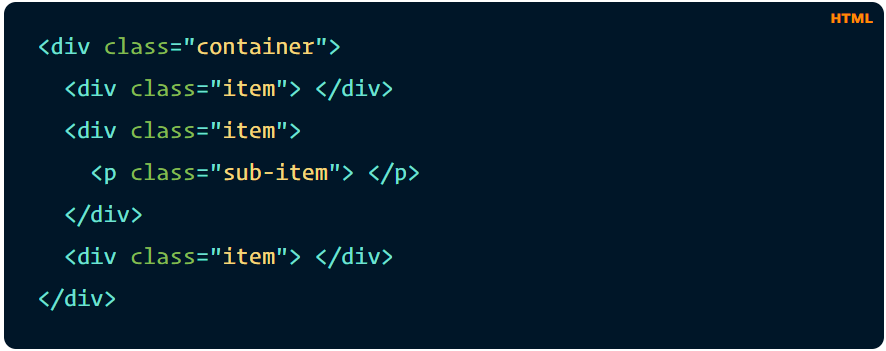 HTML
<div class="container">
  <div class="item"> </div>
  <div class="item">
    <p class="sub-item"> </p>
  </div>
  <div class="item"> </div>
</div>